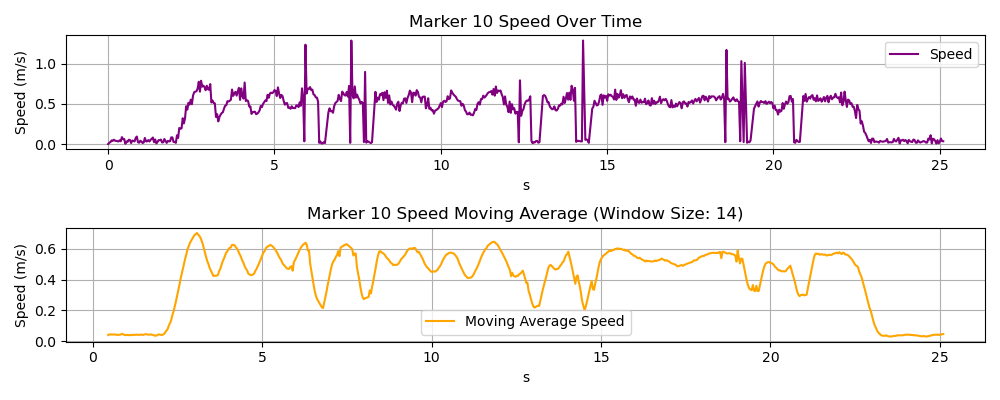 Marker 10 Speed Over Time
Speed (m/s)
1.0
0.5
0.0
Speed
0 5 10 15 20 25
s
Marker 10 Speed Moving Average (Window Size: 14)
Speed (m/s)
0.6
0.4
0.2
0.0
Moving Average Speed
0 5 10 15 20 25
s